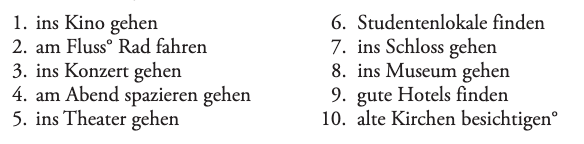 1. ins Kino gehen
2. am Fluss° Rad fahren
3. ins Konzert gehen
4. am Abend spazieren gehen
5. ins Theater gehen
6. Studentenlokale finden
7. ins Schloss gehen
8. ins Museum gehen
9. gute Hotels finden
10. alte Kirchen besichtigen°